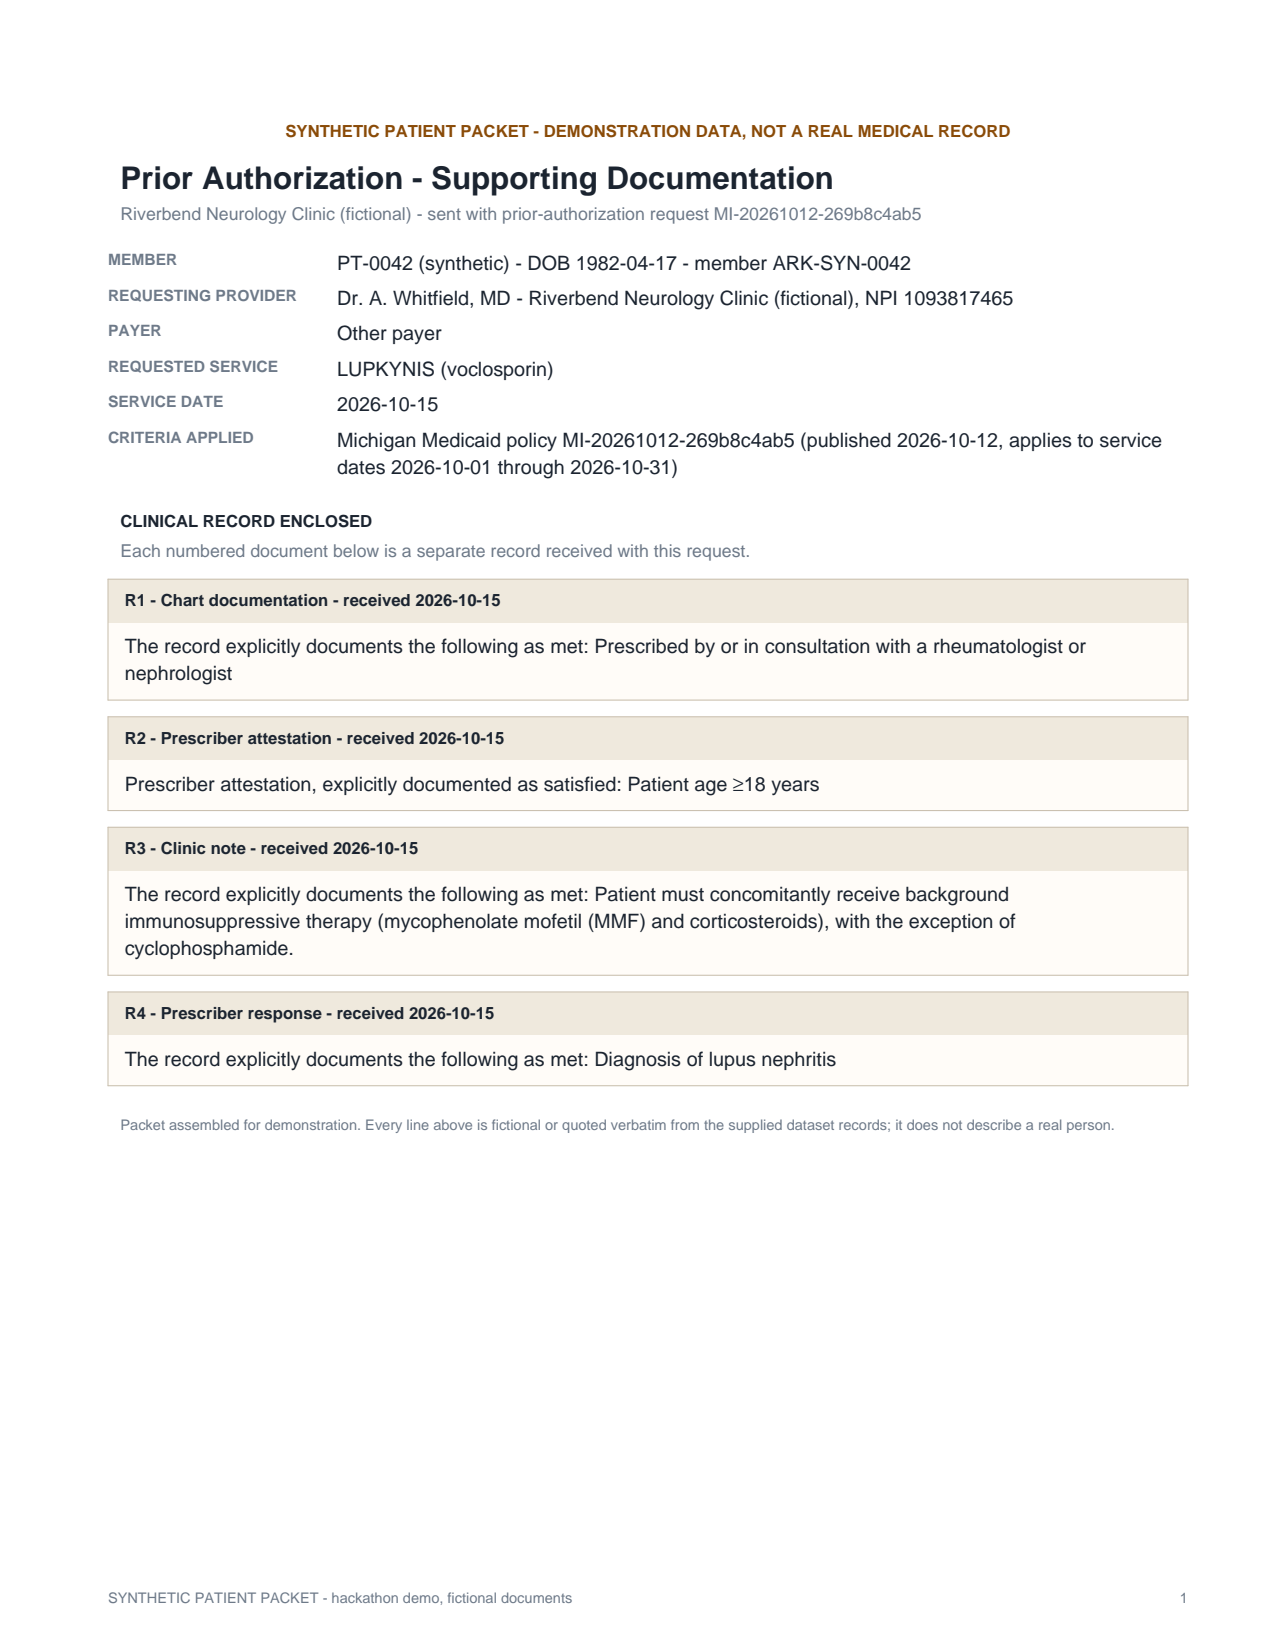 SYNTHETIC PATIENT PACKET - DEMONSTRATION DATA, NOT A REAL MEDICAL RECORD
Prior Authorization - Supporting Documentation
Riverbend Neurology Clinic (fictional) - sent with prior-authorization request MI-20261012-269b8c4ab5
MEMBER PT-0042 (synthetic) - DOB 1982-04-17 - member ARK-SYN-0042
REQUESTING PROVIDER Dr. A. Whitfield, MD - Riverbend Neurology Clinic (fictional), NPI 1093817465
PAYER Other payer
REQUESTED SERVICE LUPKYNIS (voclosporin)
SERVICE DATE 2026-10-15
CRITERIA APPLIED Michigan Medicaid policy MI-20261012-269b8c4ab5 (published 2026-10-12, applies to service
dates 2026-10-01 through 2026-10-31)
CLINICAL RECORD ENCLOSED
Each numbered document below is a separate record received with this request.
R1 - Chart documentation - received 2026-10-15
The record explicitly documents the following as met: Prescribed by or in consultation with a rheumatologist or
nephrologist
R2 - Prescriber attestation - received 2026-10-15
Prescriber attestation, explicitly documented as satisfied: Patient age ≥18 years
R3 - Clinic note - received 2026-10-15
The record explicitly documents the following as met: Patient must concomitantly receive background
immunosuppressive therapy (mycophenolate mofetil (MMF) and corticosteroids), with the exception of
cyclophosphamide.
R4 - Prescriber response - received 2026-10-15
The record explicitly documents the following as met: Diagnosis of lupus nephritis
Packet assembled for demonstration. Every line above is fictional or quoted verbatim from the supplied dataset records; it does not describe a real person.
SYNTHETIC PATIENT PACKET - hackathon demo, fictional documents 1